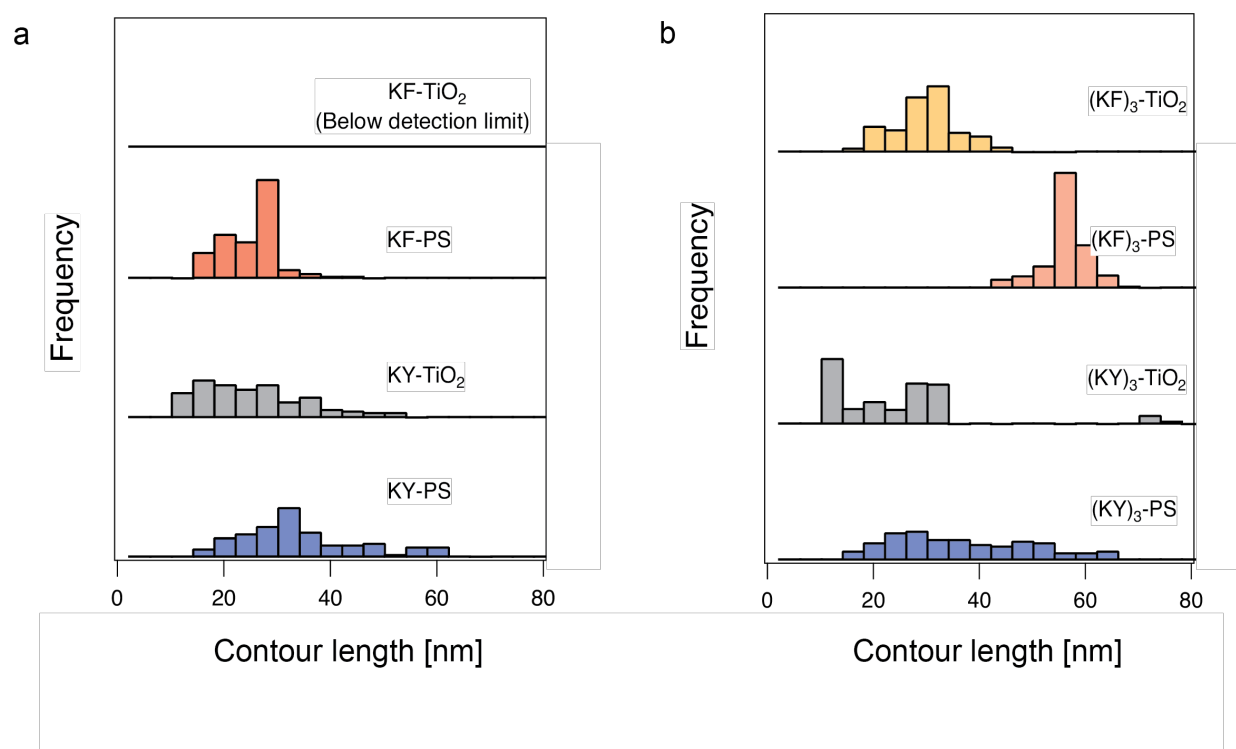 a
KF-TiO₂
(Below detection limit)
KF-PS
KY-TiO₂
KY-PS
Frequency
0 20 40 60 80
Contour length [nm]
b
(KF)₃-TiO₂
(KF)₃-PS
(KY)₃-TiO₂
(KY)₃-PS
Frequency
0 20 40 60 80
Contour length [nm]